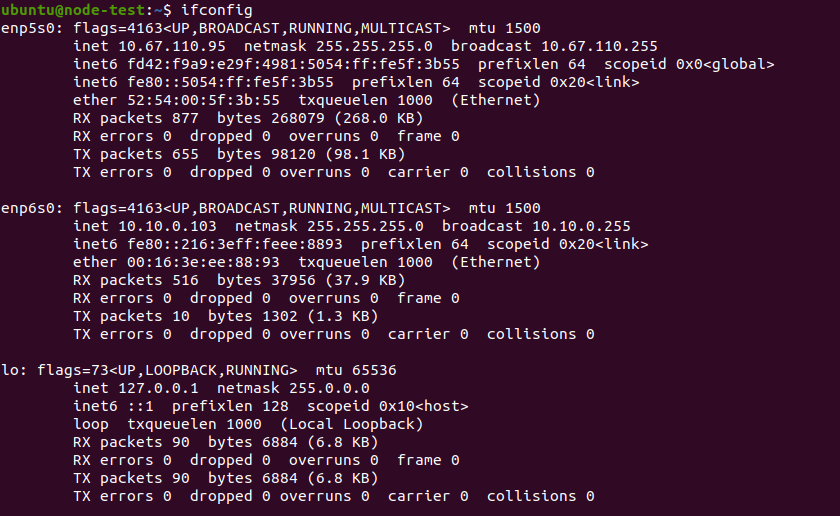 ubuntu@node-test:~$ ifconfig
enp5s0: flags=4163<UP,BROADCAST,RUNNING,MULTICAST>  mtu 1500
        inet 10.67.110.95  netmask 255.255.255.0  broadcast 10.67.110.255
        inet6 fd42:f9a9:e29f:4981:5054:ff:fe5f:3b55  prefixlen 64  scopeid 0x0<global>
        inet6 fe80::5054:ff:fe5f:3b55  prefixlen 64  scopeid 0x20<link>
        ether 52:54:00:5f:3b:55  txqueuelen 1000  (Ethernet)
        RX packets 877  bytes 268079 (268.0 KB)
        RX errors 0  dropped 0  overruns 0  frame 0
        TX packets 655  bytes 98120 (98.1 KB)
        TX errors 0  dropped 0 overruns 0  carrier 0  collisions 0

enp6s0: flags=4163<UP,BROADCAST,RUNNING,MULTICAST>  mtu 1500
        inet 10.10.0.103  netmask 255.255.255.0  broadcast 10.10.0.255
        inet6 fe80::216:3eff:feee:8893  prefixlen 64  scopeid 0x20<link>
        ether 00:16:3e:ee:88:93  txqueuelen 1000  (Ethernet)
        RX packets 516  bytes 37956 (37.9 KB)
        RX errors 0  dropped 0  overruns 0  frame 0
        TX packets 10  bytes 1302 (1.3 KB)
        TX errors 0  dropped 0 overruns 0  carrier 0  collisions 0

lo: flags=73<UP,LOOPBACK,RUNNING>  mtu 65536
        inet 127.0.0.1  netmask 255.0.0.0
        inet6 ::1  prefixlen 128  scopeid 0x10<host>
        loop  txqueuelen 1000  (Local Loopback)
        RX packets 90  bytes 6884 (6.8 KB)
        RX errors 0  dropped 0  overruns 0  frame 0
        TX packets 90  bytes 6884 (6.8 KB)
        TX errors 0  dropped 0 overruns 0  carrier 0  collisions 0